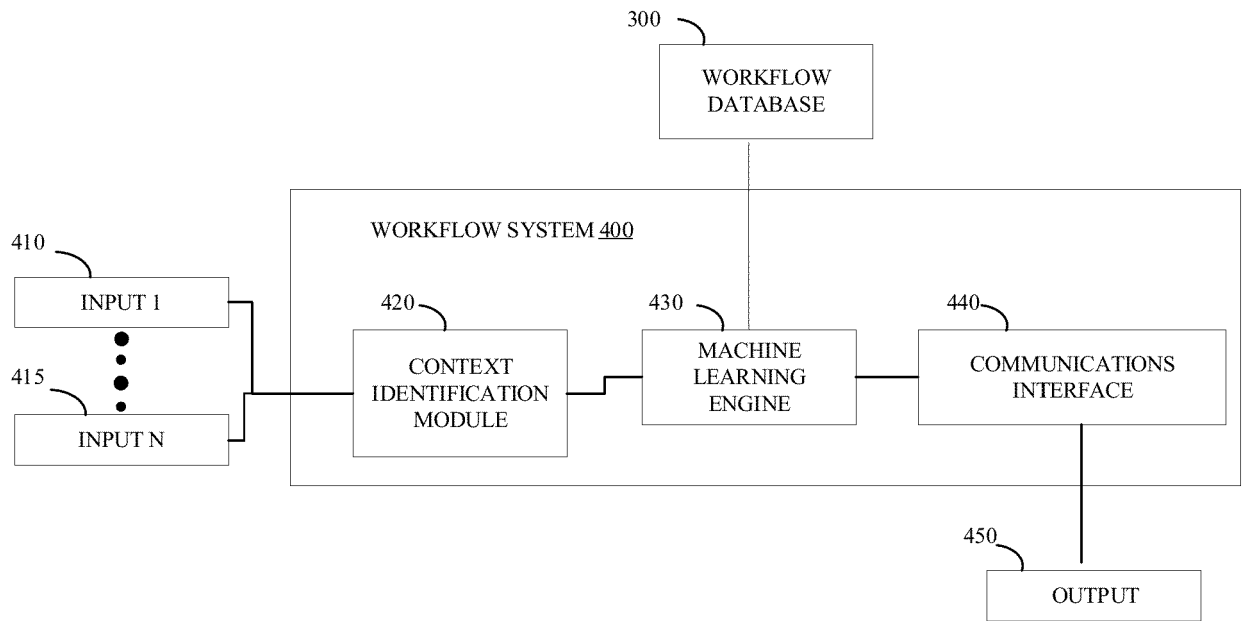 300
WORKFLOW
DATABASE
WORKFLOW SYSTEM 400
410
INPUT 1
415
INPUT N
420
CONTEXT
IDENTIFICATION
MODULE
430
MACHINE
LEARNING
ENGINE
440
COMMUNICATIONS
INTERFACE
450
OUTPUT